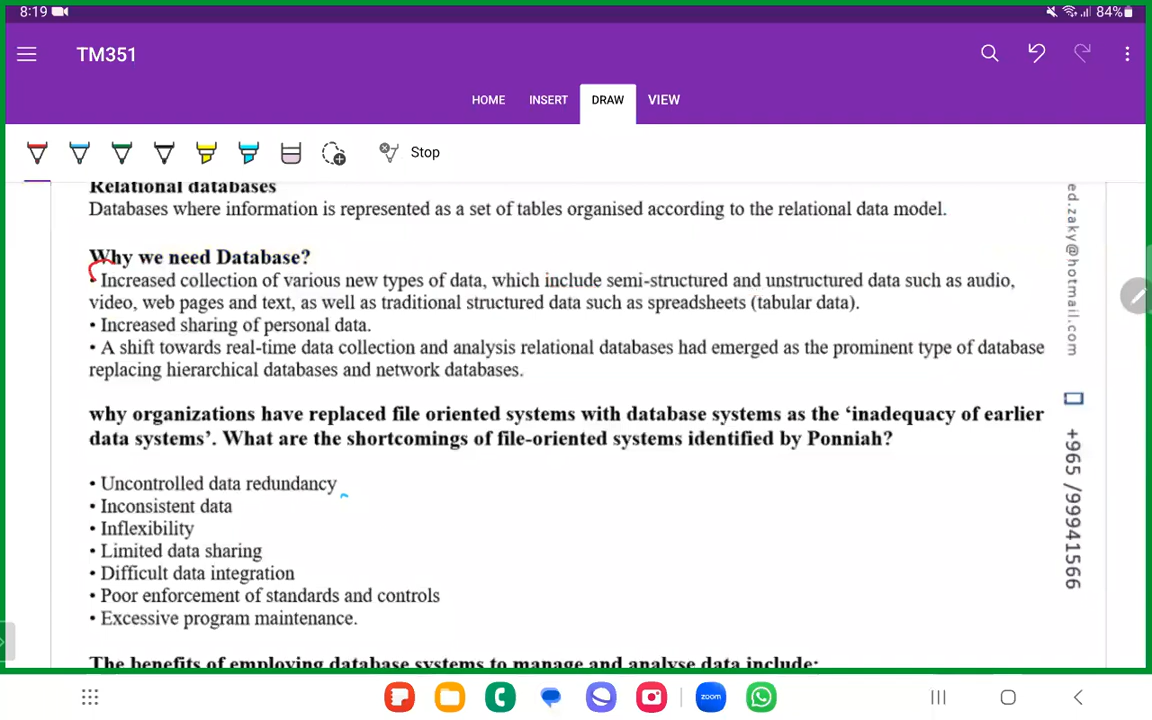 8:19
84%
TM351
HOME INSERT DRAW VIEW
Stop
Relational databases
Databases where information is represented as a set of tables organised according to the relational data model.
Why we need Database?
• Increased collection of various new types of data, which include semi-structured and unstructured data such as audio,
video, web pages and text, as well as traditional structured data such as spreadsheets (tabular data).
• Increased sharing of personal data.
• A shift towards real-time data collection and analysis relational databases had emerged as the prominent type of database
replacing hierarchical databases and network databases.
why organizations have replaced file oriented systems with database systems as the ‘inadequacy of earlier
data systems’. What are the shortcomings of file-oriented systems identified by Ponniah?
• Uncontrolled data redundancy
• Inconsistent data
• Inflexibility
• Limited data sharing
• Difficult data integration
• Poor enforcement of standards and controls
• Excessive program maintenance.
The benefits of employing database systems to manage and analyse data include:
ed.zaky@hotmail.com
+965 /99941566
zoom